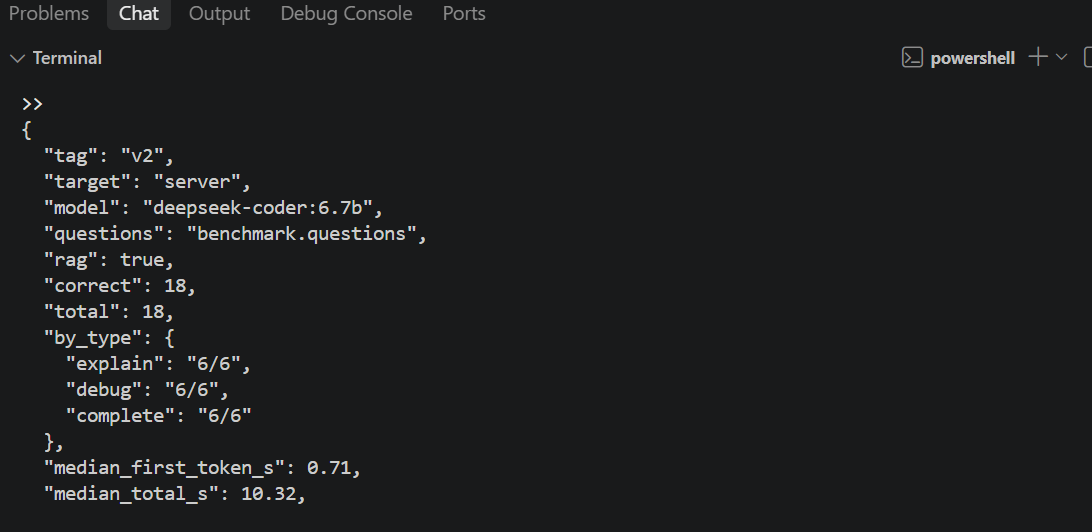 Problems Chat Output Debug Console Ports
Terminal powershell
>>
{
  "tag": "v2",
  "target": "server",
  "model": "deepseek-coder:6.7b",
  "questions": "benchmark.questions",
  "rag": true,
  "correct": 18,
  "total": 18,
  "by_type": {
    "explain": "6/6",
    "debug": "6/6",
    "complete": "6/6"
  },
  "median_first_token_s": 0.71,
  "median_total_s": 10.32,